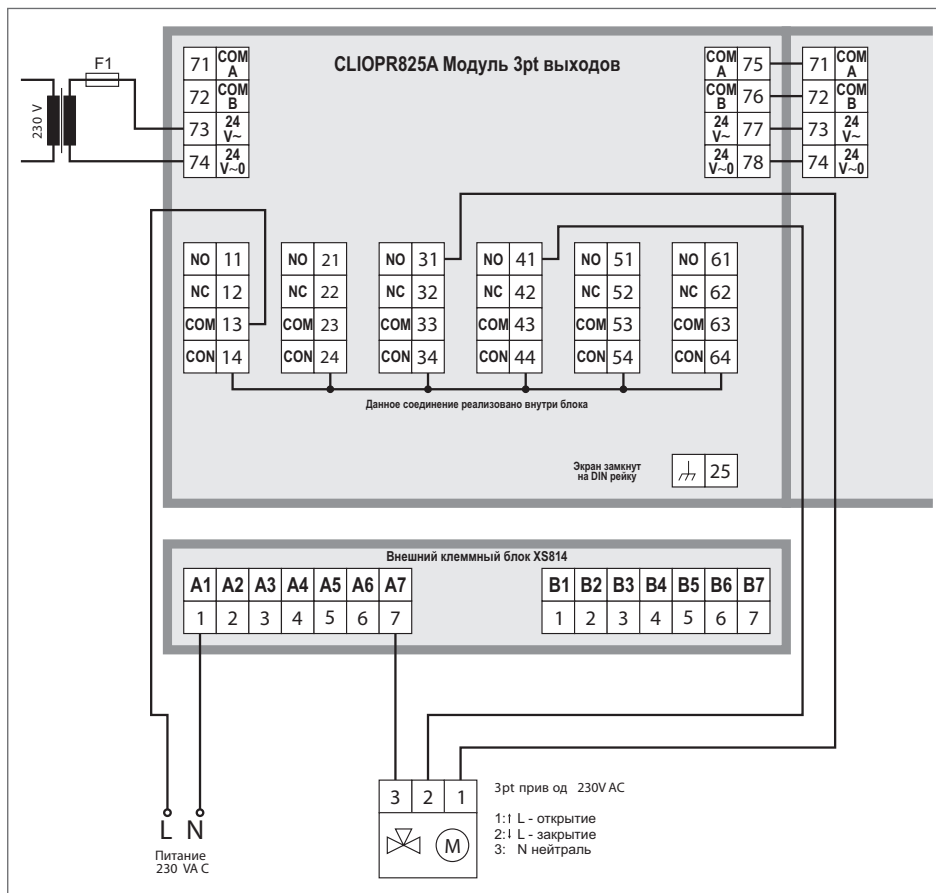 CLIOPR825A Модуль 3pt выходов
F1
230 V
71 COM A
72 COM B
73 24 V~
74 24 V~0
COM A 75
COM B 76
24 V~ 77
24 V~0 78
71 COM A
72 COM B
73 24 V~
74 24 V~0
NO 11 NO 21 NO 31 NO 41 NO 51 NO 61
NC 12 NC 22 NC 32 NC 42 NC 52 NC 62
COM 13 COM 23 COM 33 COM 43 COM 53 COM 63
CON 14 CON 24 CON 34 CON 44 CON 54 CON 64
Данное соединение реализовано внутри блока
Экран замкнут
на DIN рейку
25
Внешний клеммный блок XS814
A1 A2 A3 A4 A5 A6 A7 B1 B2 B3 B4 B5 B6 B7
1 2 3 4 5 6 7 1 2 3 4 5 6 7
L N
Питание
230 VA C
3 2 1
M
3pt прив од 230V AC
1:↑ L - открытие
2:↓ L - закрытие
3: N нейтраль